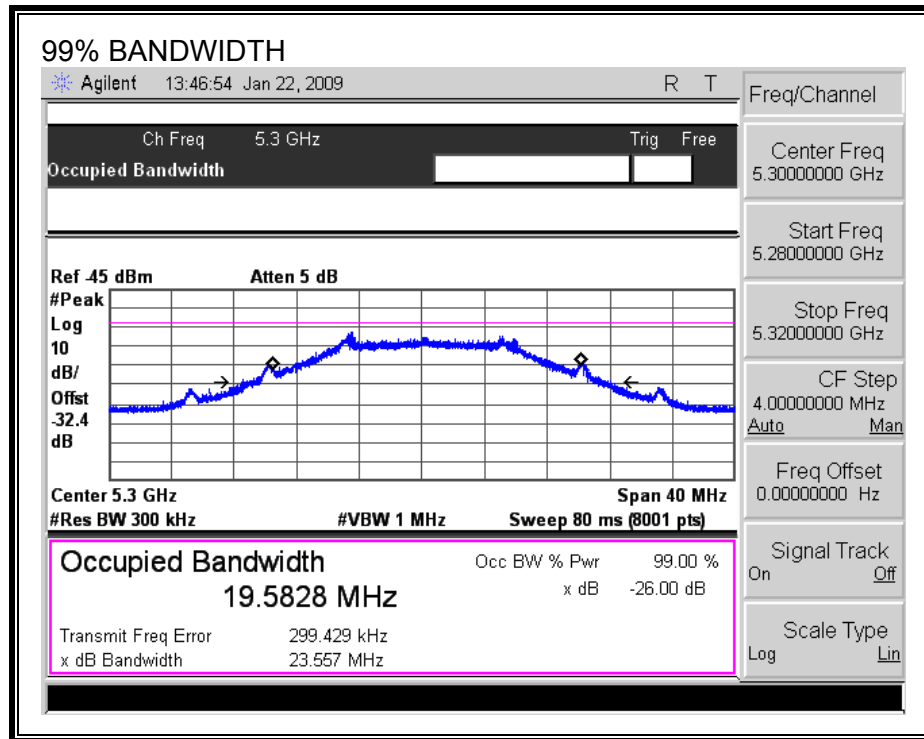 99% BANDWIDTH
Agilent 13:46:54 Jan 22, 2009 R T
Ch Freq 5.3 GHz Trig Free
Occupied Bandwidth
Ref -45 dBm Atten 5 dB
#Peak
Log
10
dB/
Offst
-32.4
dB
Center 5.3 GHz Span 40 MHz
#Res BW 300 kHz #VBW 1 MHz Sweep 80 ms (8001 pts)
Occupied Bandwidth
19.5828 MHz
Occ BW % Pwr 99.00 %
x dB -26.00 dB
Transmit Freq Error 299.429 kHz
x dB Bandwidth 23.557 MHz
Freq/Channel
Center Freq
5.30000000 GHz
Start Freq
5.28000000 GHz
Stop Freq
5.32000000 GHz
CF Step
4.00000000 MHz
Auto Man
Freq Offset
0.00000000 Hz
Signal Track
On Off
Scale Type
Log Lin